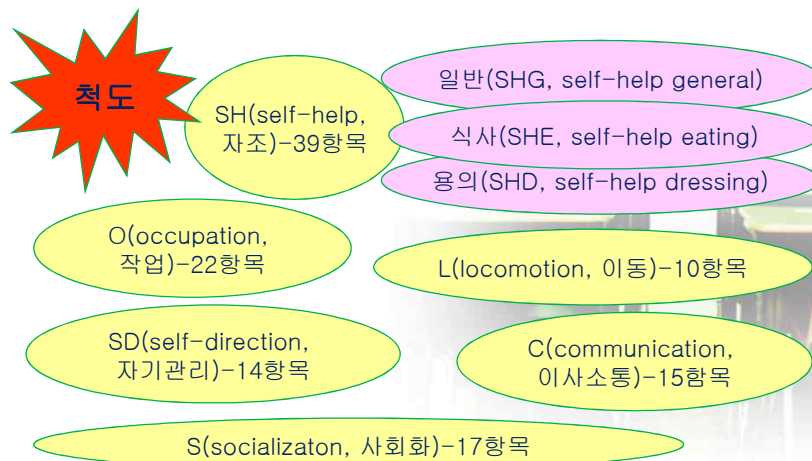 척도
SH(self-help,
자조)-39항목
일반(SHG, self-help general)
식사(SHE, self-help eating)
용의(SHD, self-help dressing)
O(occupation,
작업)-22항목
L(locomotion, 이동)-10항목
SD(self-direction,
자기관리)-14항목
C(communication,
이사소통)-15함목
S(socializaton, 사회화)-17항목